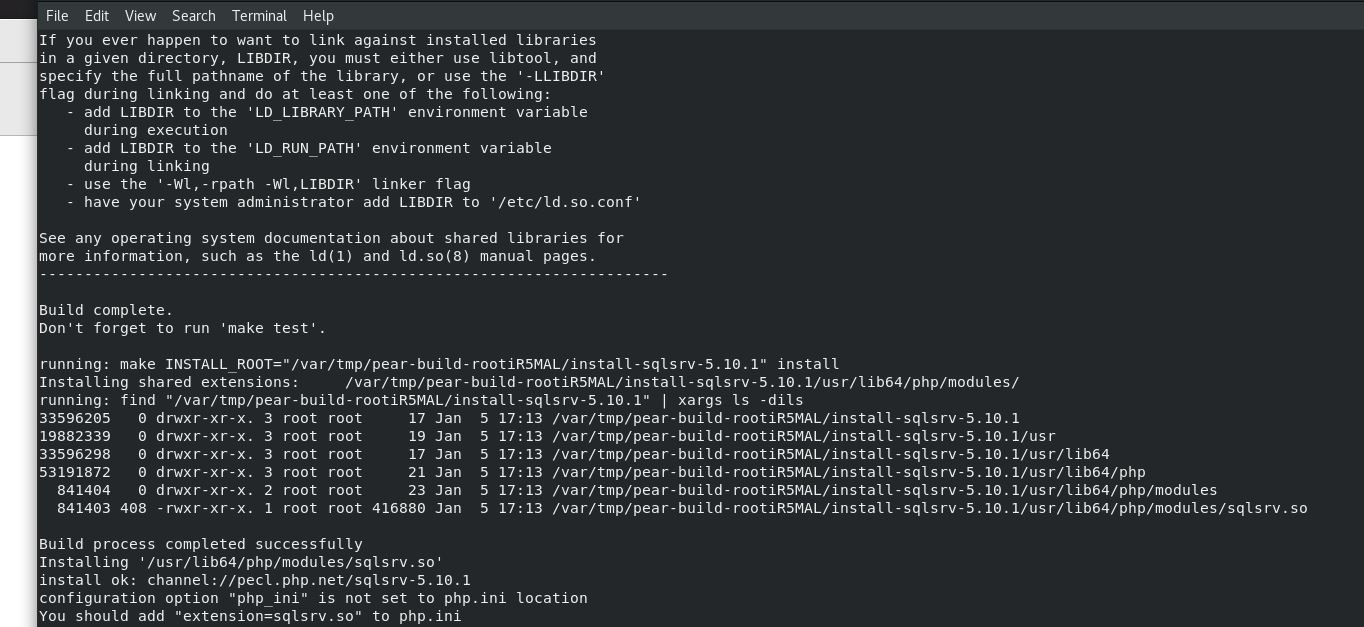 File Edit View Search Terminal Help
If you ever happen to want to link against installed libraries
in a given directory, LIBDIR, you must either use libtool, and
specify the full pathname of the library, or use the '-LLIBDIR'
flag during linking and do at least one of the following:
   - add LIBDIR to the 'LD_LIBRARY_PATH' environment variable
     during execution
   - add LIBDIR to the 'LD_RUN_PATH' environment variable
     during linking
   - use the '-Wl,-rpath -Wl,LIBDIR' linker flag
   - have your system administrator add LIBDIR to '/etc/ld.so.conf'

See any operating system documentation about shared libraries for
more information, such as the ld(1) and ld.so(8) manual pages.
----------------------------------------------------------------------

Build complete.
Don't forget to run 'make test'.

running: make INSTALL_ROOT="/var/tmp/pear-build-rootiR5MAL/install-sqlsrv-5.10.1" install
Installing shared extensions:     /var/tmp/pear-build-rootiR5MAL/install-sqlsrv-5.10.1/usr/lib64/php/modules/
running: find "/var/tmp/pear-build-rootiR5MAL/install-sqlsrv-5.10.1" | xargs ls -dils
33596205   0 drwxr-xr-x. 3 root root     17 Jan  5 17:13 /var/tmp/pear-build-rootiR5MAL/install-sqlsrv-5.10.1
19882339   0 drwxr-xr-x. 3 root root     19 Jan  5 17:13 /var/tmp/pear-build-rootiR5MAL/install-sqlsrv-5.10.1/usr
33596298   0 drwxr-xr-x. 3 root root     17 Jan  5 17:13 /var/tmp/pear-build-rootiR5MAL/install-sqlsrv-5.10.1/usr/lib64
53191872   0 drwxr-xr-x. 3 root root     21 Jan  5 17:13 /var/tmp/pear-build-rootiR5MAL/install-sqlsrv-5.10.1/usr/lib64/php
  841404   0 drwxr-xr-x. 2 root root     23 Jan  5 17:13 /var/tmp/pear-build-rootiR5MAL/install-sqlsrv-5.10.1/usr/lib64/php/modules
  841403 408 -rwxr-xr-x. 1 root root 416880 Jan  5 17:13 /var/tmp/pear-build-rootiR5MAL/install-sqlsrv-5.10.1/usr/lib64/php/modules/sqlsrv.so

Build process completed successfully
Installing '/usr/lib64/php/modules/sqlsrv.so'
install ok: channel://pecl.php.net/sqlsrv-5.10.1
configuration option "php_ini" is not set to php.ini location
You should add "extension=sqlsrv.so" to php.ini